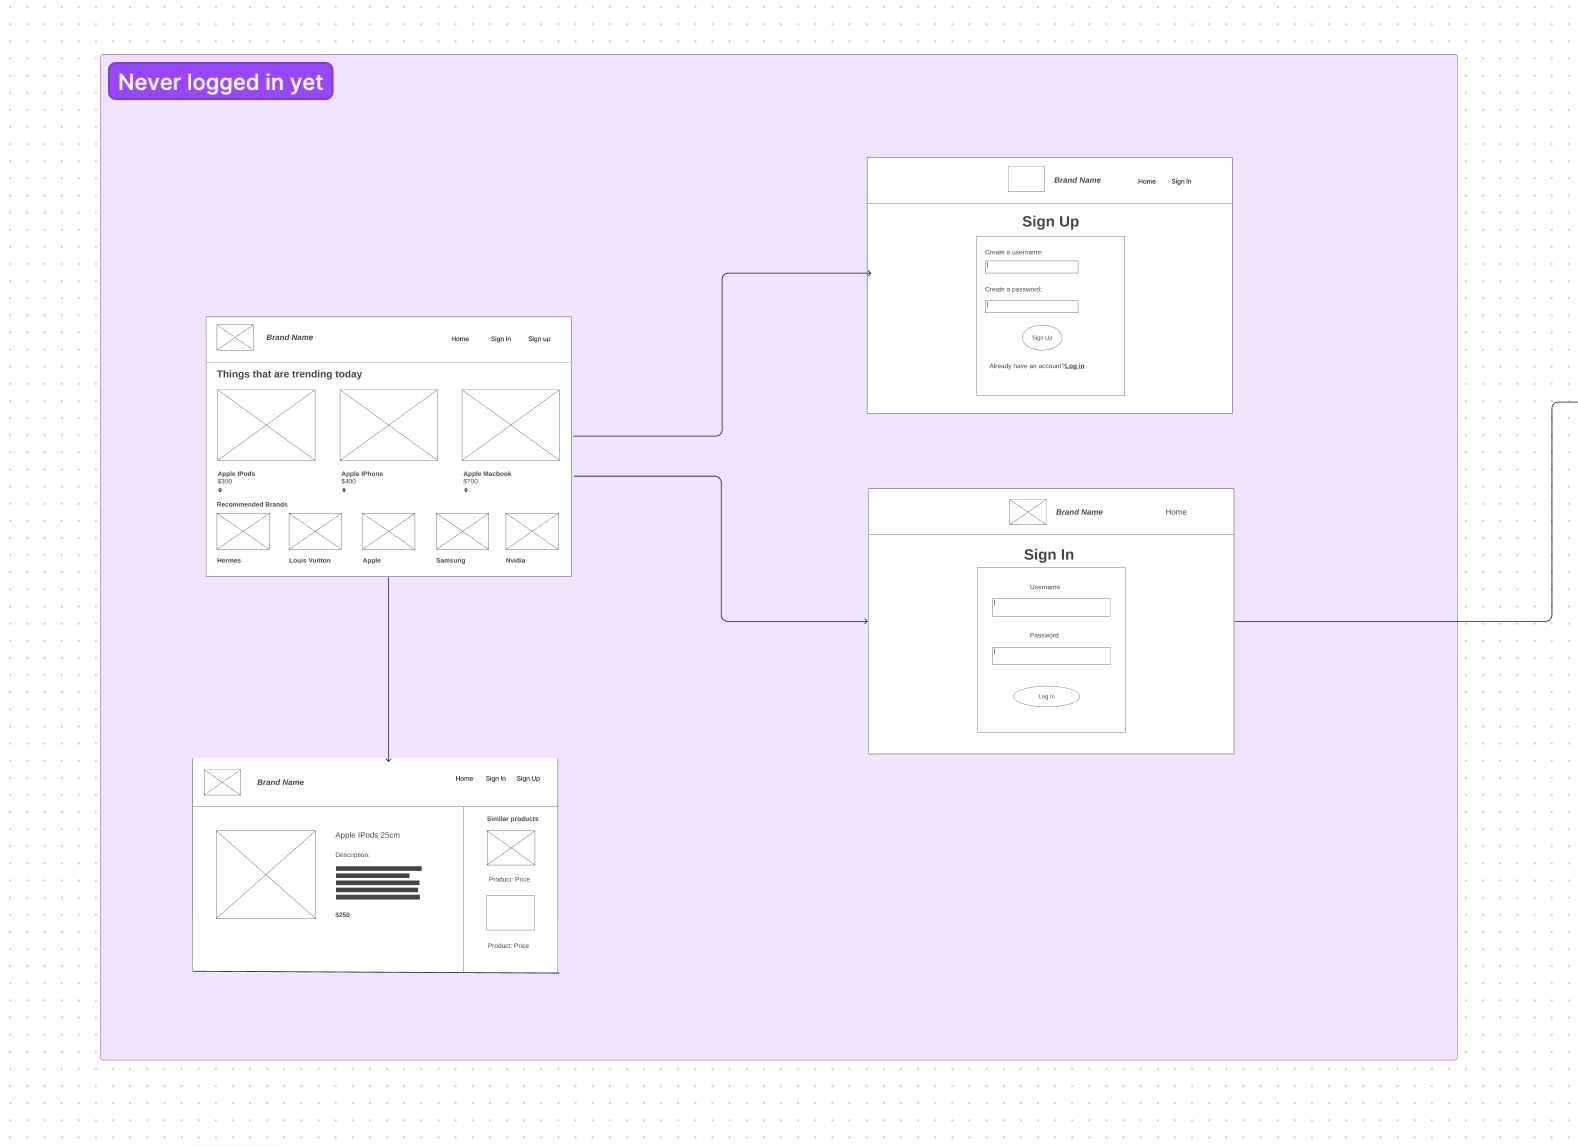 Never logged in yet
Brand Name
Home Sign In Sign up
Things that are trending today
Apple IPods Apple IPhone Apple Macbook
$300 $400 $700
Recommended Brands
Hermes Louis Vuitton Apple Samsung Nvidia
Brand Name
Home Sign In
Sign Up
Create a username:
Create a password:
Sign Up
Already have an account?Log in
Brand Name
Home
Sign In
Username
Password
Log In
Brand Name
Home Sign In Sign Up
Apple IPods 25cm
Description:
$250
Similar products
Product: Price
Product: Price